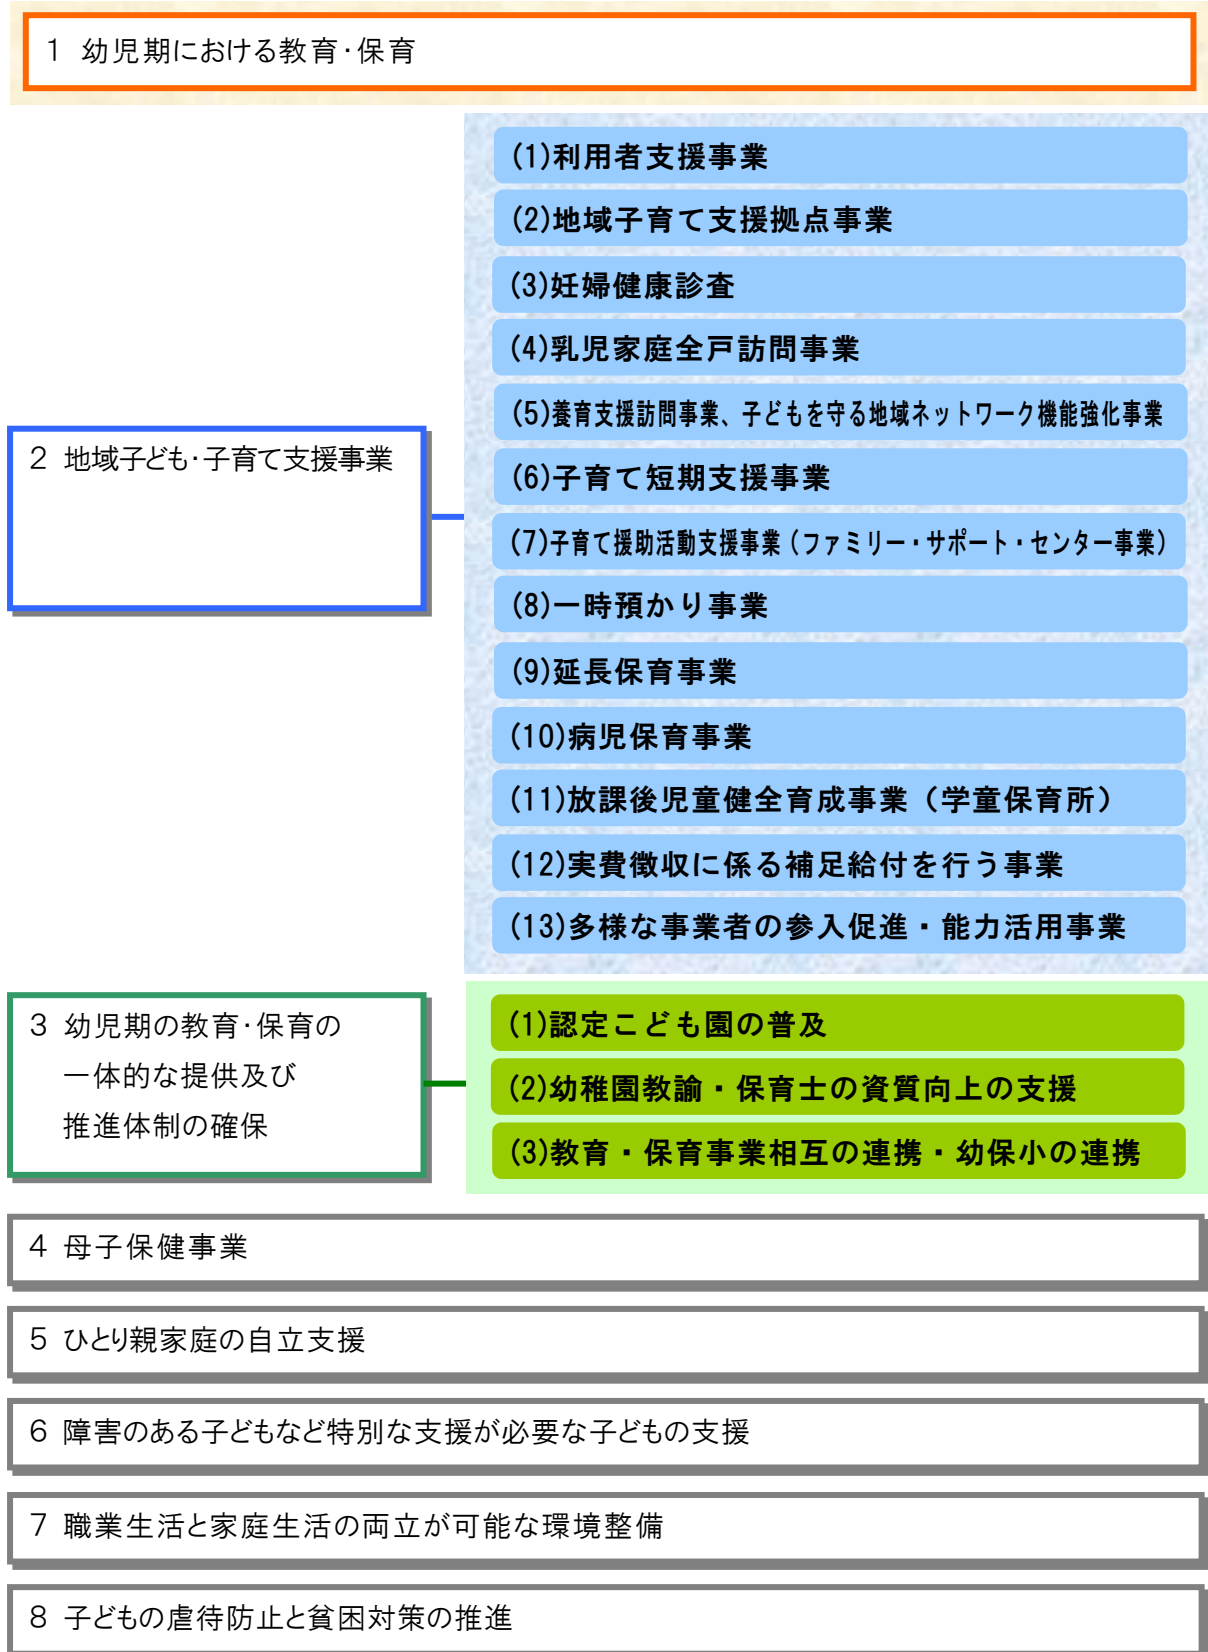 1 幼児期における教育･保育
(1)利用者支援事業
(2)地域子育て支援拠点事業
(3)妊婦健康診査
(4)乳児家庭全戸訪問事業
(5)養育支援訪問事業、子どもを守る地域ネットワーク機能強化事業
2 地域子ども･子育て支援事業
(6)子育て短期支援事業
(7)子育て援助活動支援事業（ファミリー・サポート・センター事業）
(8)一時預かり事業
(9)延長保育事業
(10)病児保育事業
(11)放課後児童健全育成事業（学童保育所）
(12)実費徴収に係る補足給付を行う事業
(13)多様な事業者の参入促進・能力活用事業
3 幼児期の教育･保育の
一体的な提供及び
推進体制の確保
(1)認定こども園の普及
(2)幼稚園教諭・保育士の資質向上の支援
(3)教育・保育事業相互の連携・幼保小の連携
4 母子保健事業
5 ひとり親家庭の自立支援
6 障害のある子どもなど特別な支援が必要な子どもの支援
7 職業生活と家庭生活の両立が可能な環境整備
8 子どもの虐待防止と貧困対策の推進